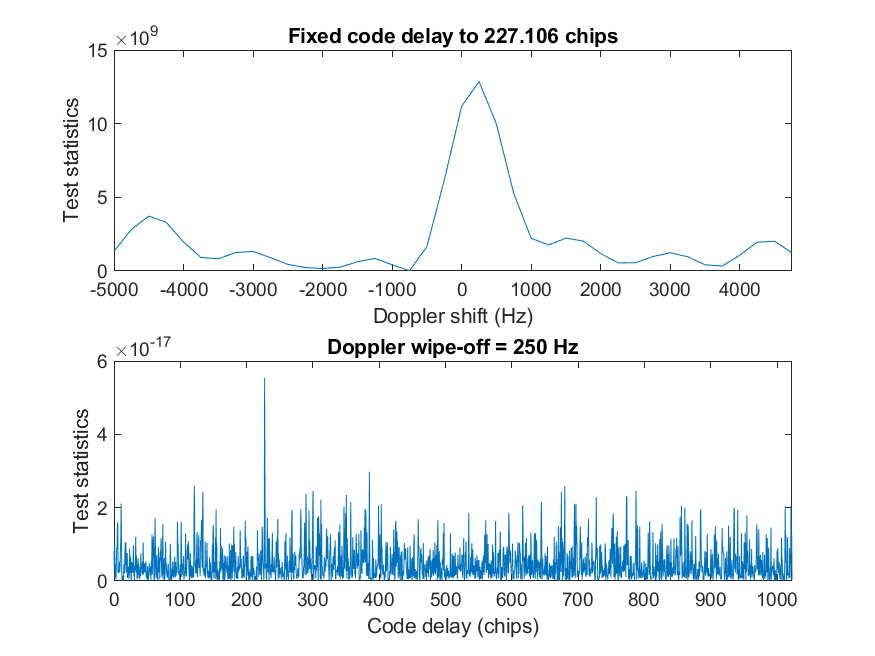 ×10^9
Fixed code delay to 227.106 chips
15
10
5
0
Test statistics
-5000 -4000 -3000 -2000 -1000 0 1000 2000 3000 4000
Doppler shift (Hz)
×10^-17
Doppler wipe-off = 250 Hz
6
4
2
0
Test statistics
0 100 200 300 400 500 600 700 800 900 1000
Code delay (chips)